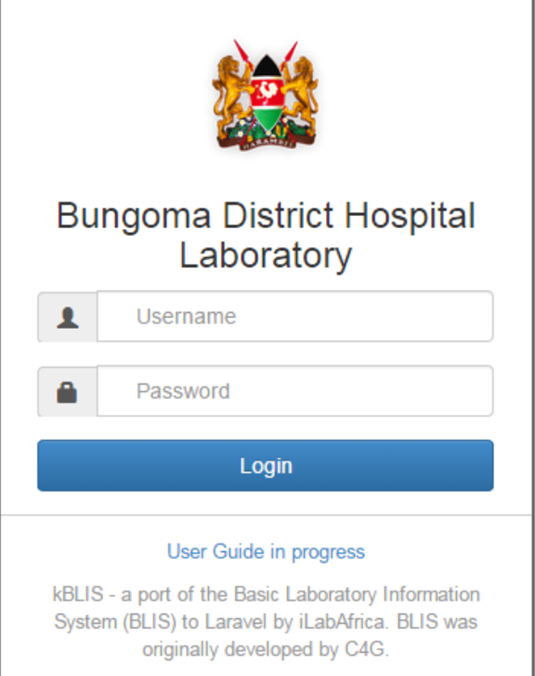 HARAMBEE
Bungoma District Hospital
Laboratory
Username
Password
Login
User Guide in progress
kBLIS - a port of the Basic Laboratory Information
System (BLIS) to Laravel by iLabAfrica. BLIS was
originally developed by C4G.